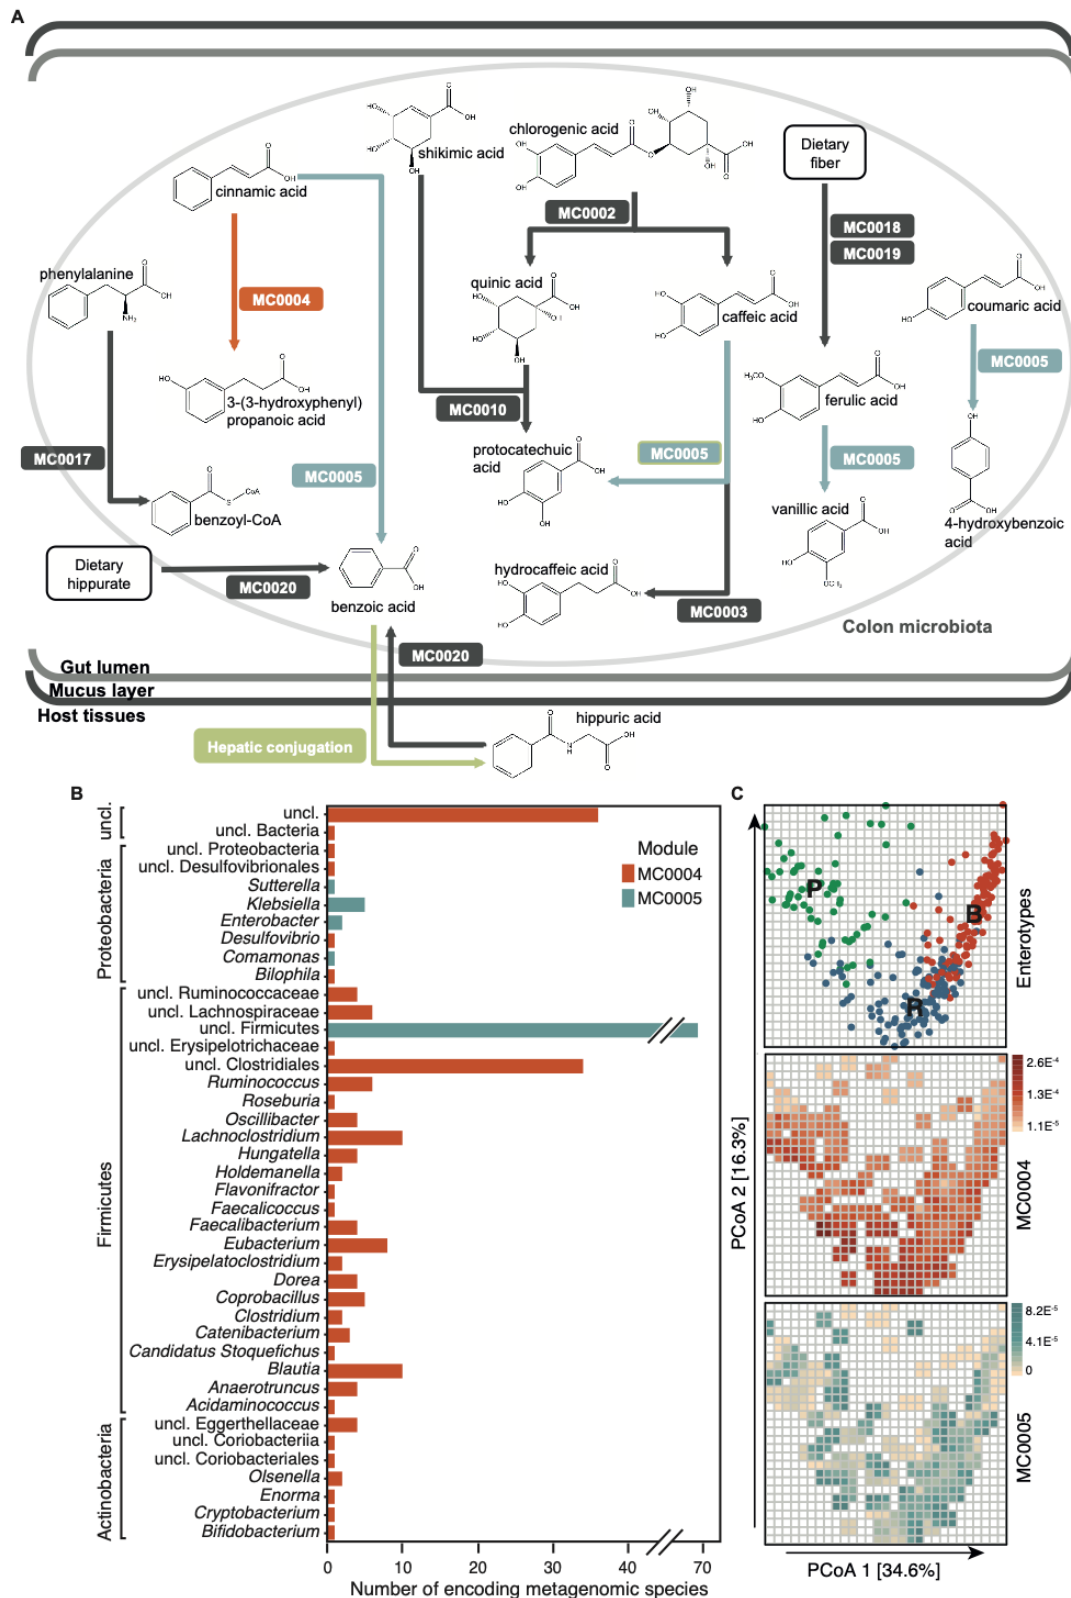 A
cinnamic acid
shikimic acid
chlorogenic acid
Dietary
fiber
MC0002
MC0018
MC0019
phenylalanine
MC0004
quinic acid
caffeic acid
coumaric acid
MC0005
3-(3-hydroxyphenyl)
propanoic acid
MC0010
ferulic acid
MC0017
MC0005
protocatechuic
acid
MC0005
MC0005
benzoyl-CoA
vanillic acid
4-hydroxybenzoic
acid
Dietary
hippurate
MC0020
benzoic acid
hydrocaffeic acid
MC0003
Colon microbiota
MC0020
Gut lumen
Mucus layer
Host tissues
hippuric acid
Hepatic conjugation
B
uncl.
Proteobacteria
Firmicutes
Actinobacteria
uncl.
uncl. Bacteria
uncl. Proteobacteria
uncl. Desulfovibrionales
Sutterella
Klebsiella
Enterobacter
Desulfovibrio
Comamonas
Bilophila
uncl. Ruminococcaceae
uncl. Lachnospiraceae
uncl. Firmicutes
uncl. Erysipelotrichaceae
uncl. Clostridiales
Ruminococcus
Roseburia
Oscillibacter
Lachnoclostridium
Hungatella
Holdemanella
Flavonifractor
Faecalicoccus
Faecalibacterium
Eubacterium
Erysipelatoclostridium
Dorea
Coprobacillus
Clostridium
Catenibacterium
Candidatus Stoquefichus
Blautia
Anaerotruncus
Acidaminococcus
uncl. Eggerthellaceae
uncl. Coriobacteriia
uncl. Coriobacteriales
Olsenella
Enorma
Cryptobacterium
Bifidobacterium
Module
MC0004
MC0005
0 10 20 30 40 70
Number of encoding metagenomic species
C
P
B
R
Enterotypes
2.6E-4
1.3E-4
1.1E-5
MC0004
8.2E-5
4.1E-5
0
MC0005
PCoA 2 [16.3%]
PCoA 1 [34.6%]